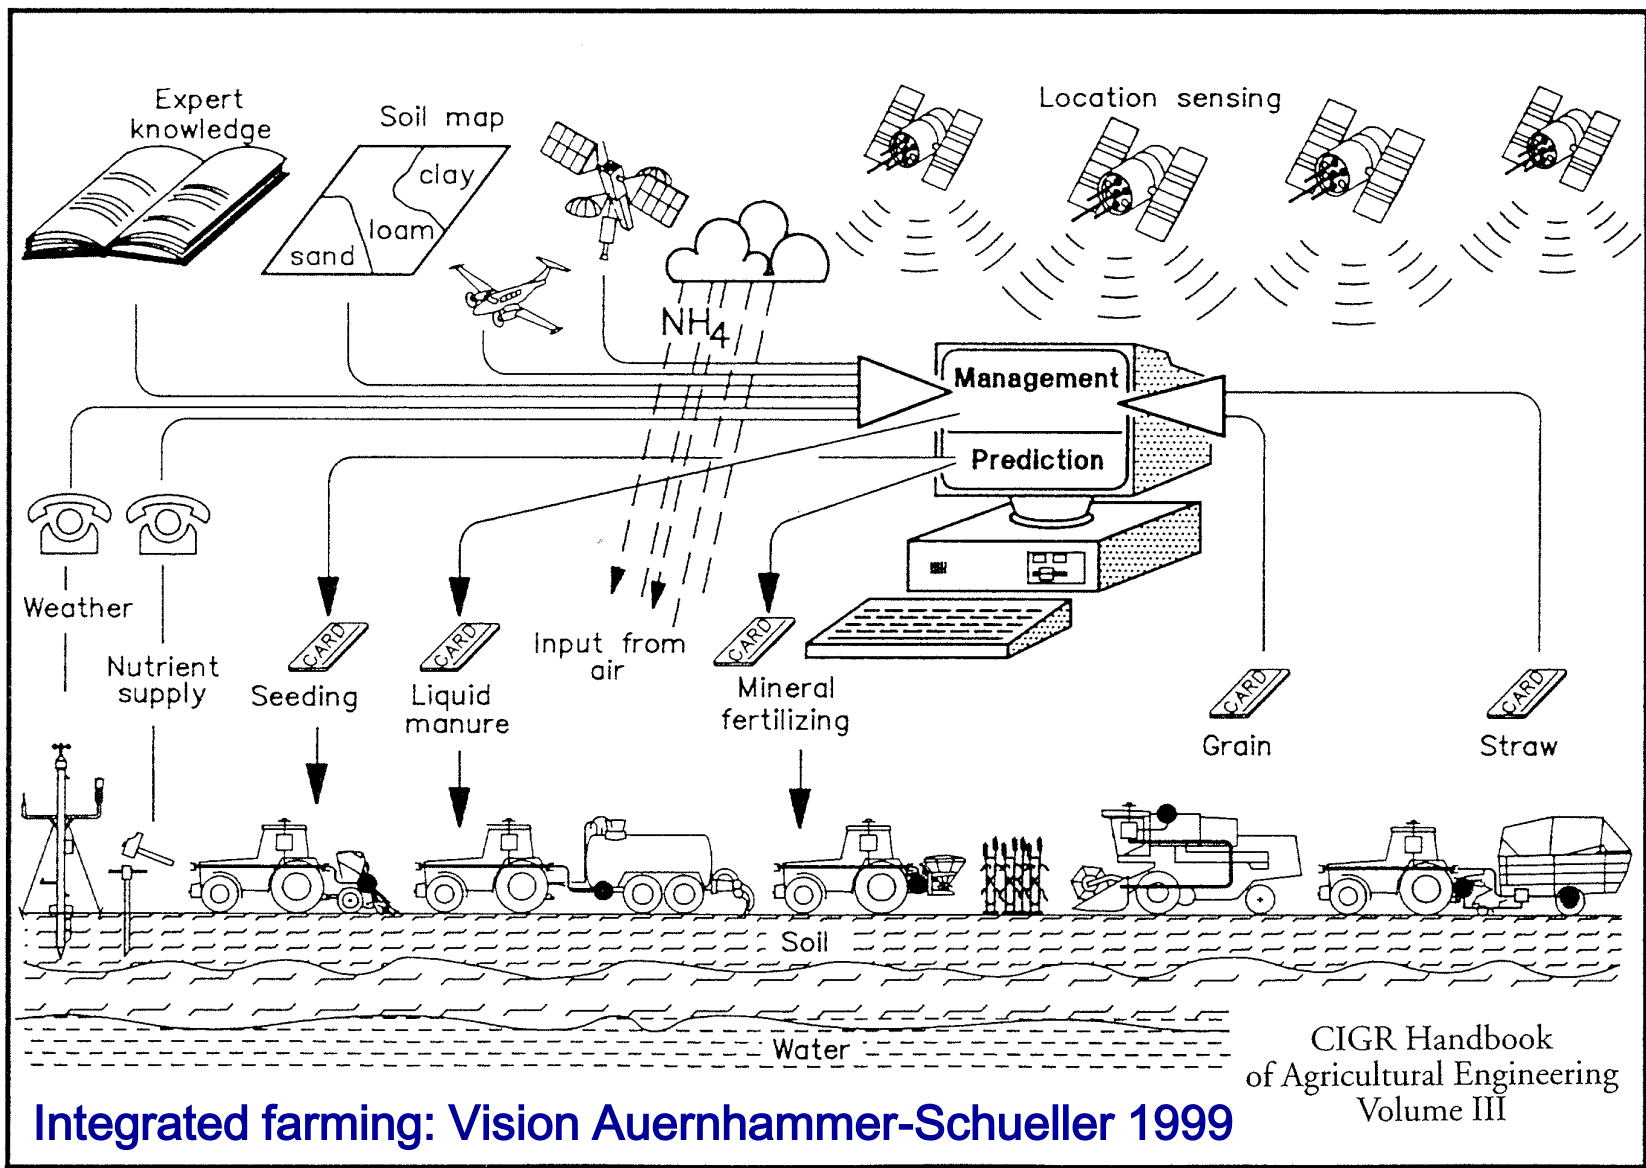 Expert
knowledge
Soil map
clay
loam
sand
Location sensing
NH4
Management
Prediction
Weather
Nutrient
supply
CARD
Seeding
CARD
Liquid
manure
Input from
air
CARD
Mineral
fertilizing
CARD
Grain
CARD
Straw
Soil
Water
CIGR Handbook
of Agricultural Engineering
Volume III
Integrated farming: Vision Auernhammer-Schueller 1999